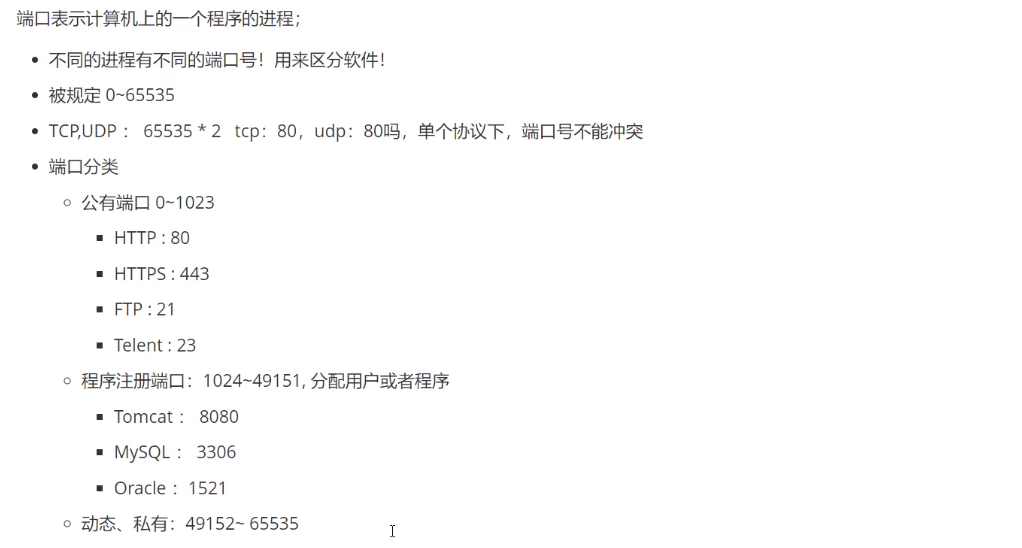 端口表示计算机上的一个程序的进程；
不同的进程有不同的端口号！用来区分软件！
被规定 0~65535
TCP,UDP： 65535 * 2 tcp：80，udp：80吗，单个协议下，端口号不能冲突
端口分类
公有端口 0~1023
HTTP : 80
HTTPS : 443
FTP : 21
Telent : 23
程序注册端口：1024~49151, 分配用户或者程序
Tomcat： 8080
MySQL： 3306
Oracle：1521
动态、私有：49152~ 65535